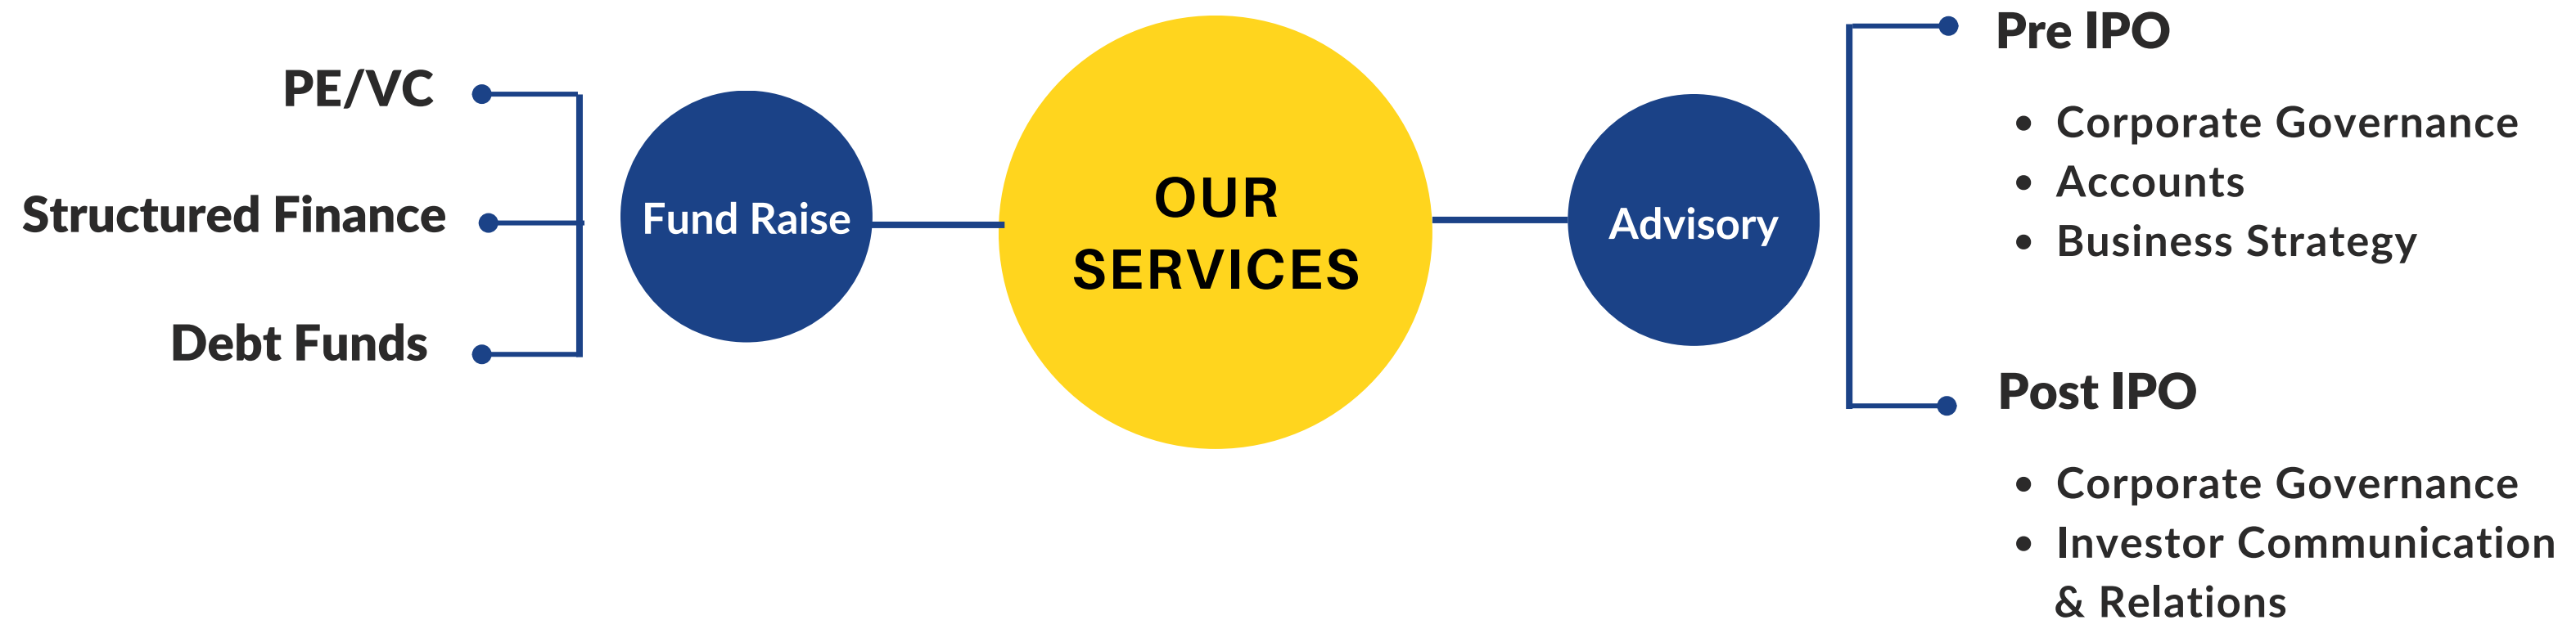 PE/VC
Structured Finance
Debt Funds
Fund Raise
OUR
SERVICES
Advisory
Pre IPO
• Corporate Governance
• Accounts
• Business Strategy
Post IPO
• Corporate Governance
• Investor Communication
& Relations